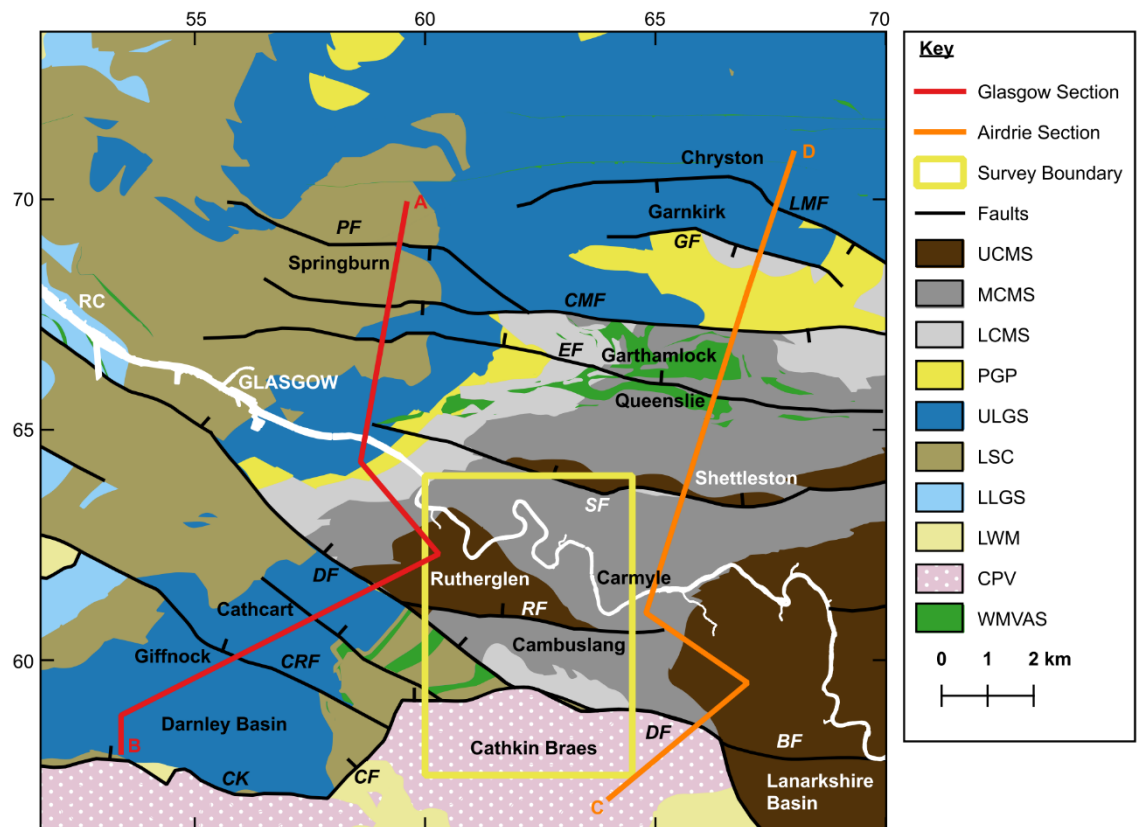 55 60 65 70
70
65
60
A
D
Chryston
LMF
Garnkirk
GF
PF
Springburn
CMF
RC
EF
Garthamlock
GLASGOW
Queenslie
Shettleston
SF
Rutherglen
Carmyle
DF
RF
Cathcart
Cambuslang
Giffnock
CRF
Darnley Basin
B
Cathkin Braes
DF
BF
CK
CF
C
Lanarkshire
Basin
Key
Glasgow Section
Airdrie Section
Survey Boundary
Faults
UCMS
MCMS
LCMS
PGP
ULGS
LSC
LLGS
LWM
CPV
WMVAS
0 1 2 km